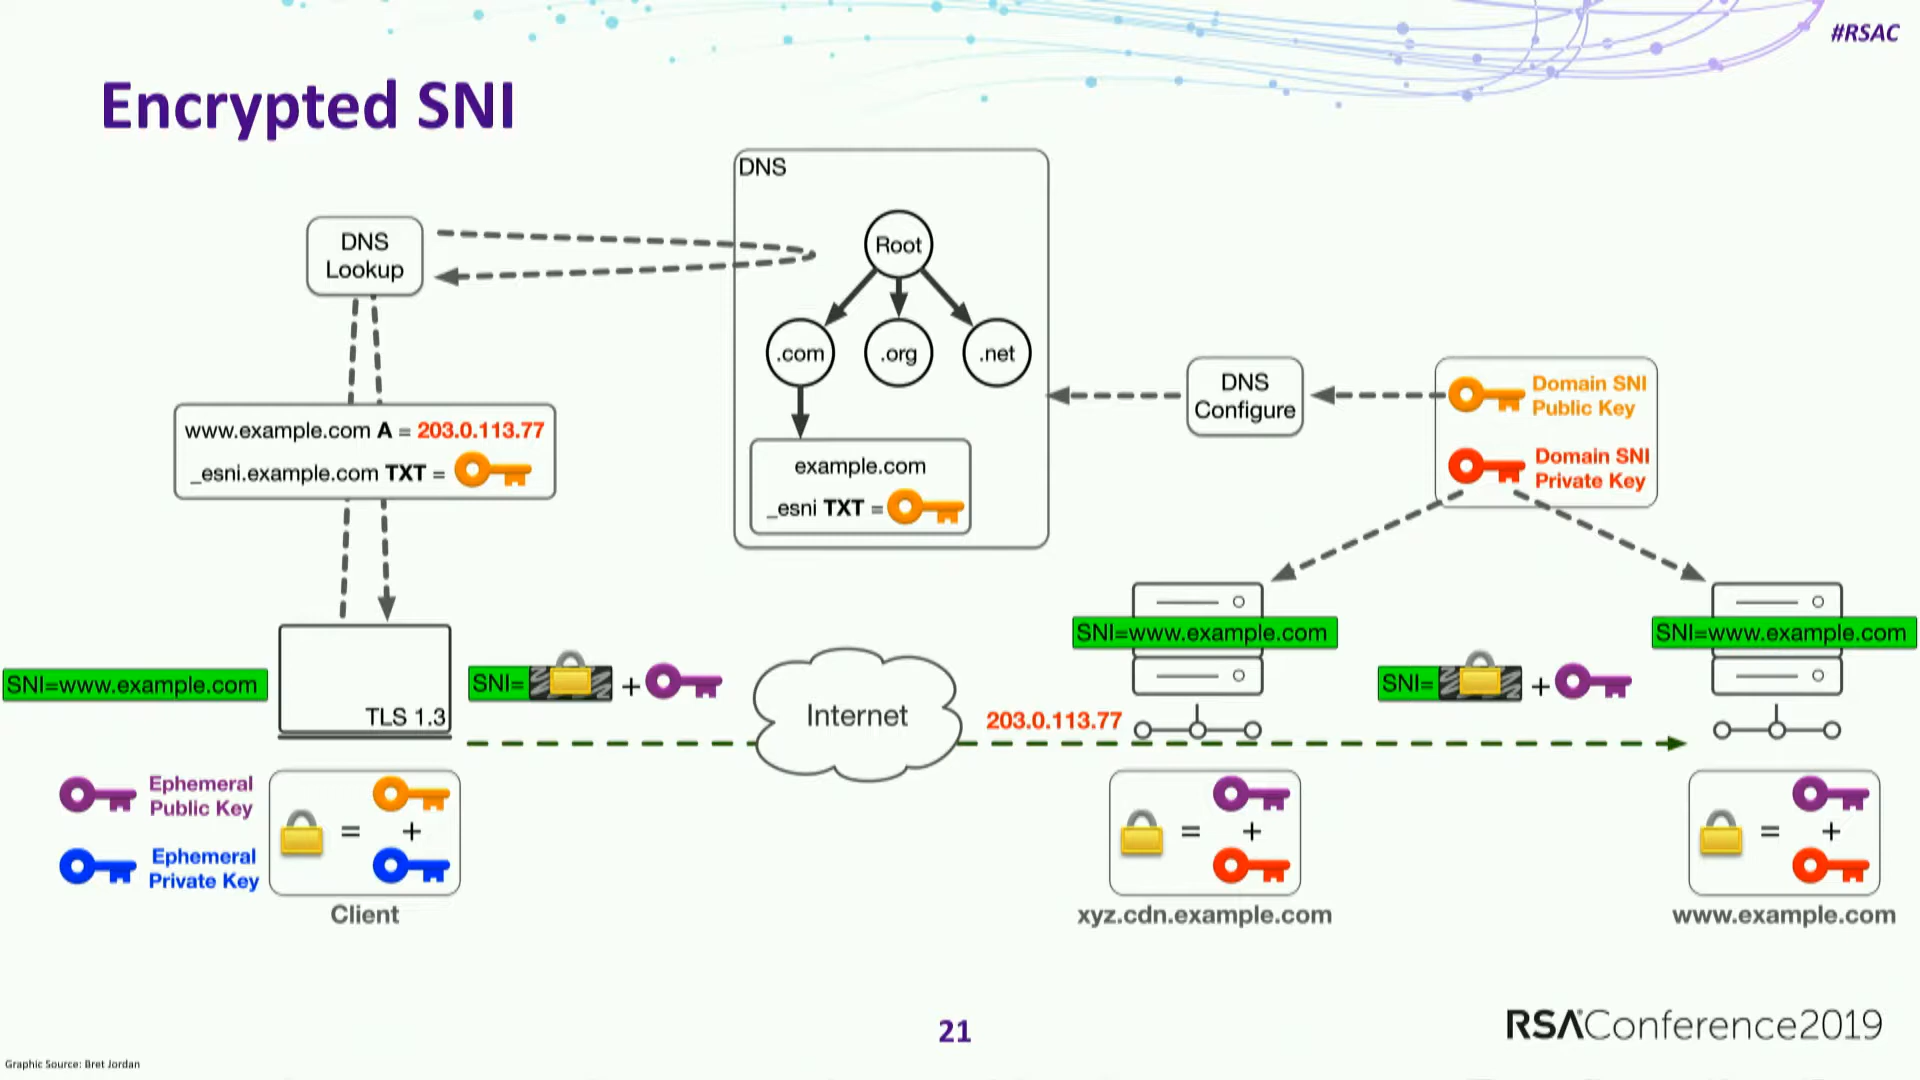 #RSAC
Encrypted SNI
DNS
DNS
Lookup
Root
.com
.org
.net
DNS
Configure
Domain SNI
Public Key
Domain SNI
Private Key
www.example.com A = 203.0.113.77
_esni.example.com TXT =
example.com
_esni TXT =
SNI=www.example.com
TLS 1.3
SNI=
+
Internet
203.0.113.77
SNI=www.example.com
SNI=
+
SNI=www.example.com
Ephemeral
Public Key
Ephemeral
Private Key
= +
Client
= +
xyz.cdn.example.com
= +
www.example.com
21
RSAConference2019
Graphic Source: Bret Jordan